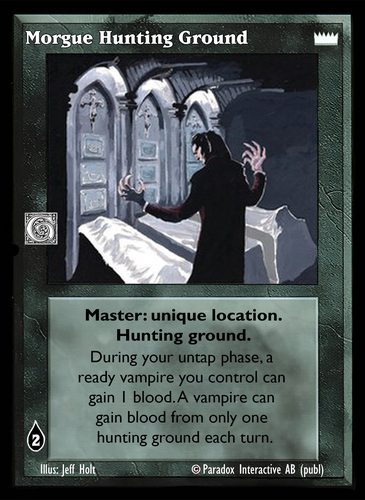 Morgue Hunting Ground
Master: unique location.
Hunting ground.
During your untap phase, a
ready vampire you control can
gain 1 blood. A vampire can
gain blood from only one
hunting ground each turn.
2
Illus: Jeff Holt © Paradox Interactive AB (publ)